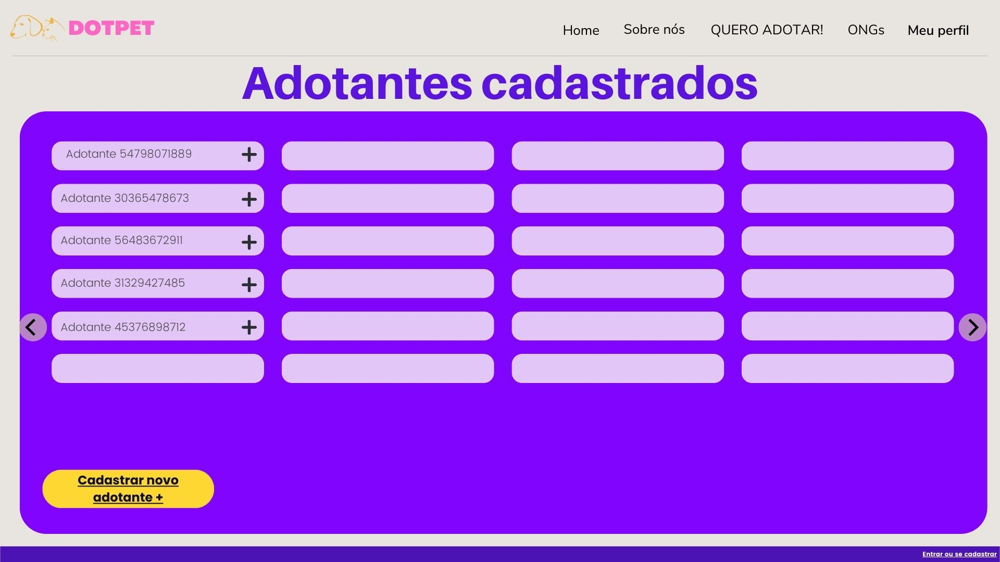 DOTPET
Home
Sobre nós
QUERO ADOTAR!
ONGs
Meu perfil
Adotantes cadastrados
Adotante 54798071889
Adotante 30365478673
Adotante 56483672911
Adotante 31329427485
Adotante 45376898712
Cadastrar novo
adotante +
Entrar ou se cadastrar